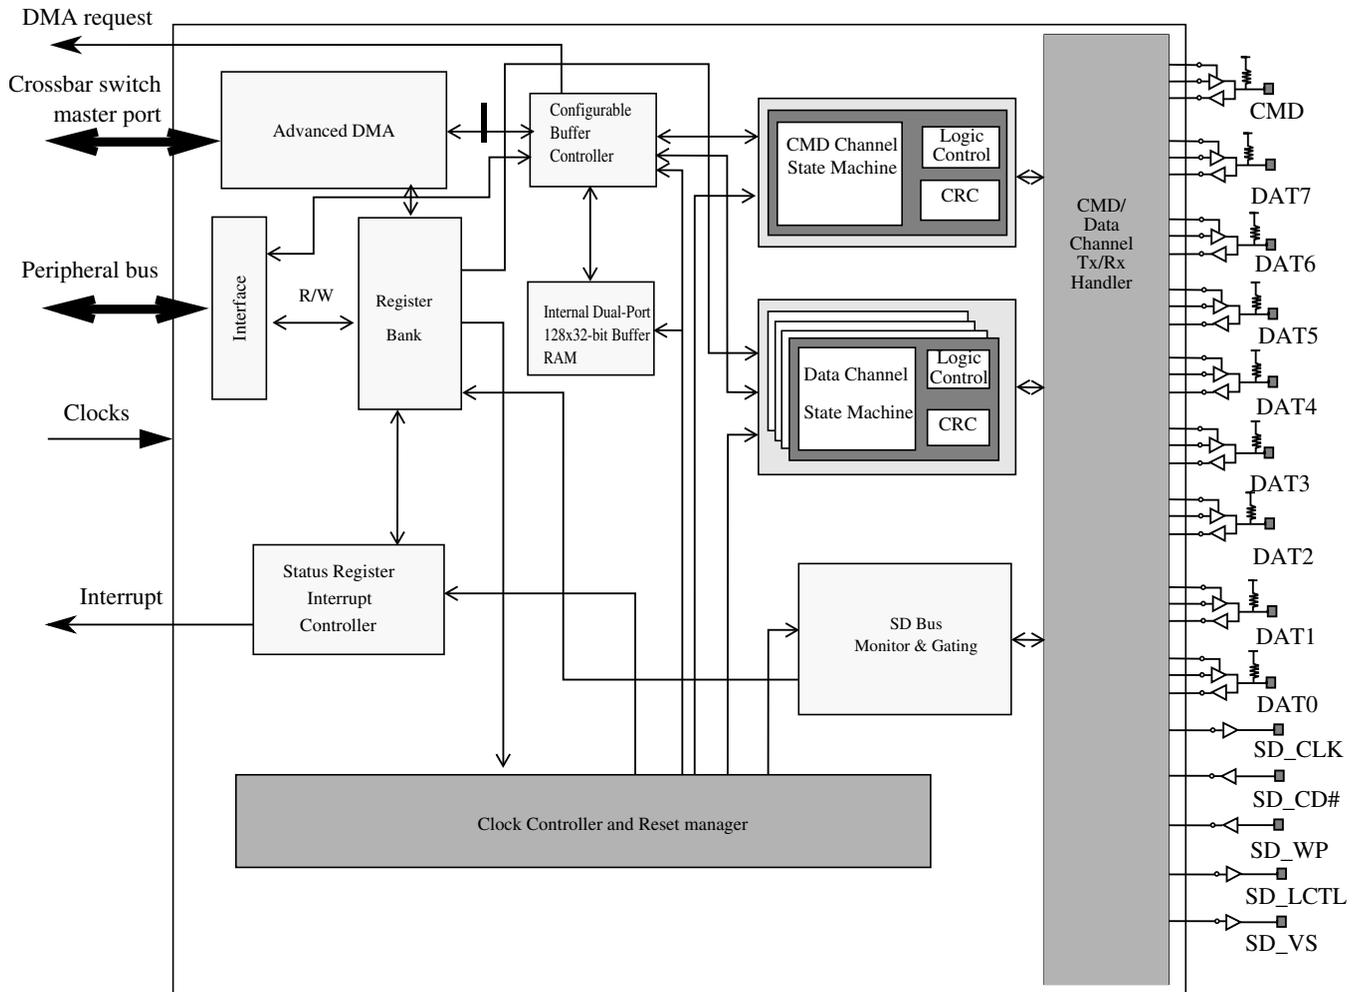 DMA request
Crossbar switch
master port
Advanced DMA
Configurable
Buffer
Controller
CMD Channel
State Machine
Logic
Control
CRC
CMD/
Data
Channel
Tx/Rx
Handler
CMD
DAT7
DAT6
DAT5
DAT4
DAT3
DAT2
DAT1
DAT0
SD_CLK
SD_CD#
SD_WP
SD_LCTL
SD_VS
Peripheral bus
Interface
R/W
Register
Bank
Internal Dual-Port
128x32-bit Buffer
RAM
Data Channel
State Machine
Logic
Control
CRC
Clocks
Status Register
Interrupt
Controller
Interrupt
SD Bus
Monitor & Gating
Clock Controller and Reset manager